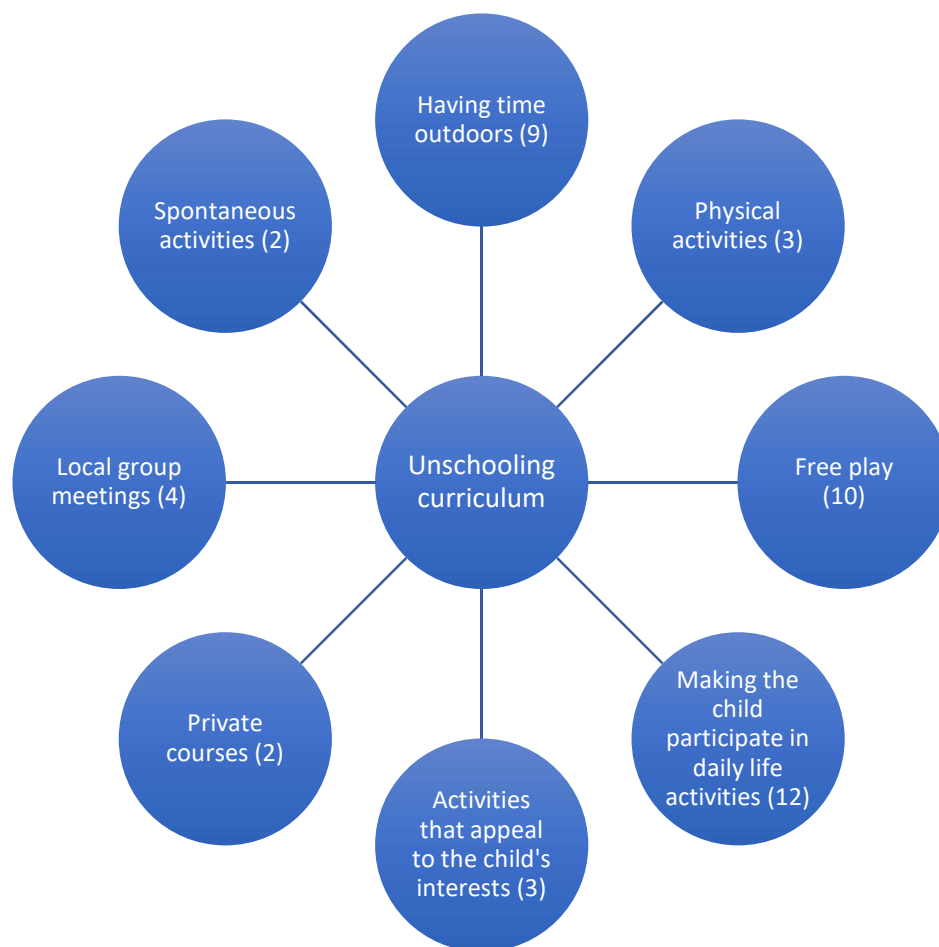 Having time
outdoors (9)
Physical
activities (3)
Free play
(10)
Making the
child
participate in
daily life
activities (12)
Activities
that appeal
to the child's
interests (3)
Private
courses (2)
Local group
meetings (4)
Spontaneous
activities (2)
Unschooling
curriculum